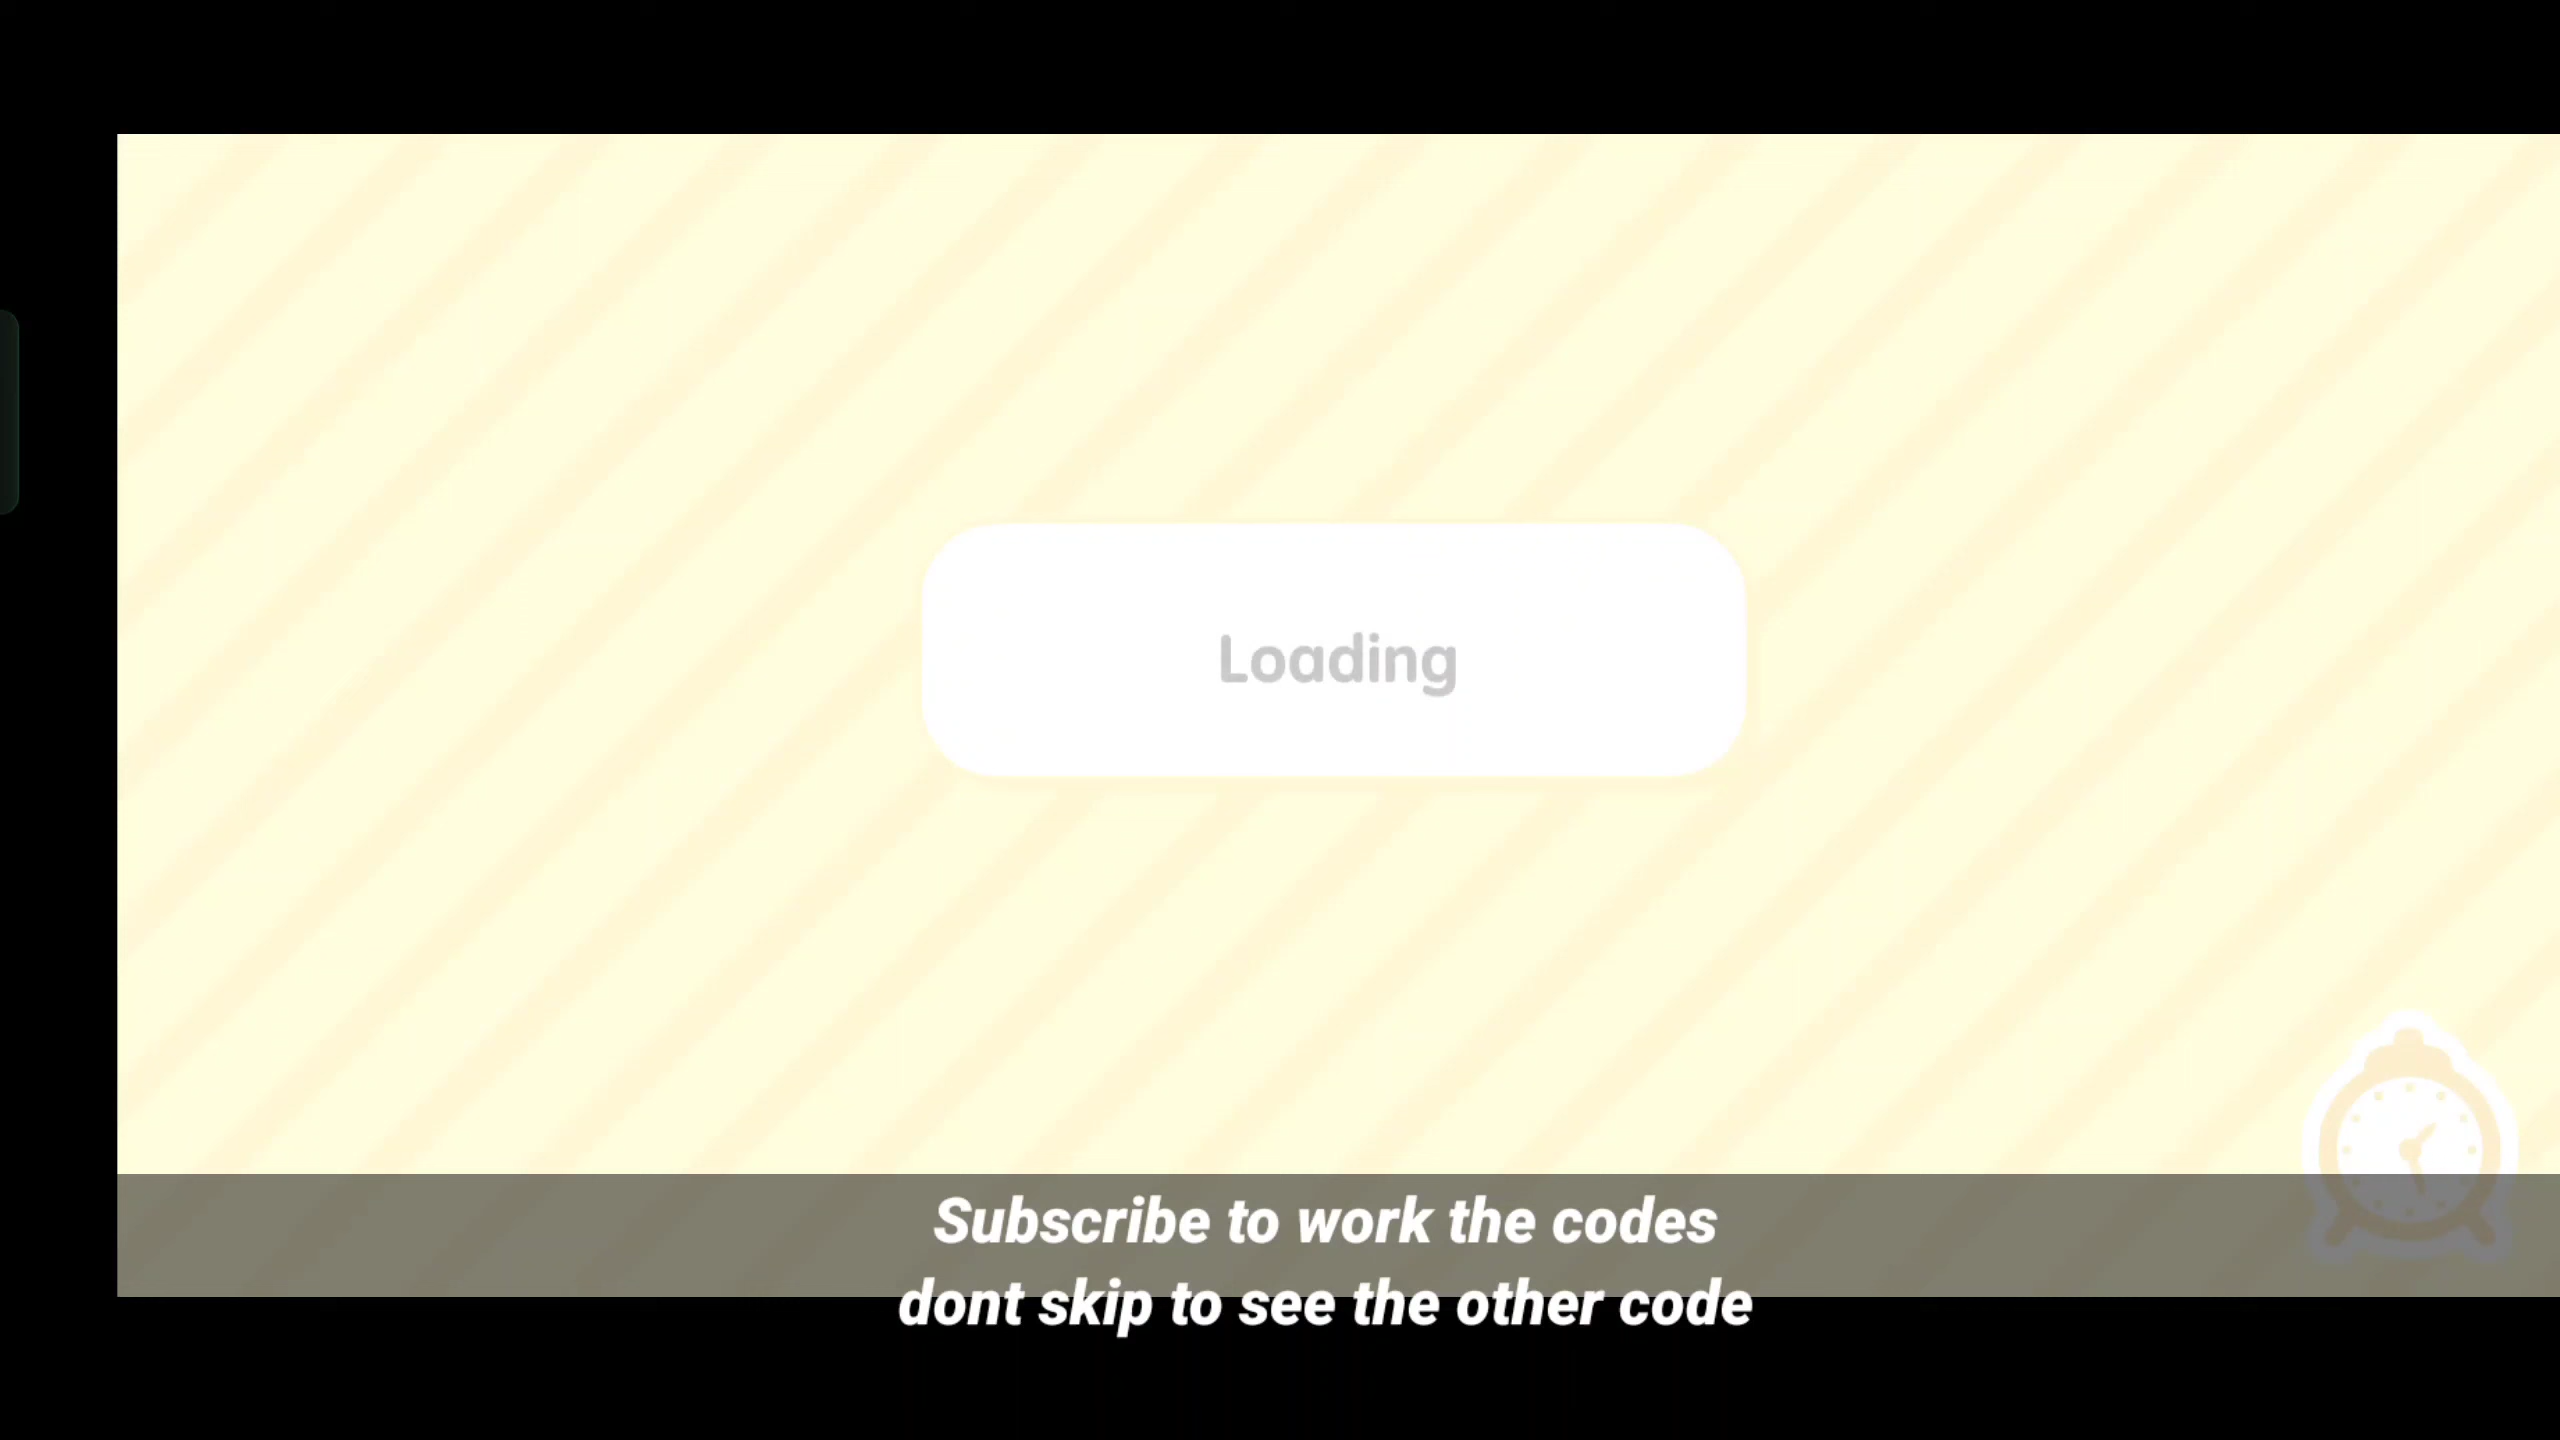 Loading
Subscribe to work the codes
dont skip to see the other code